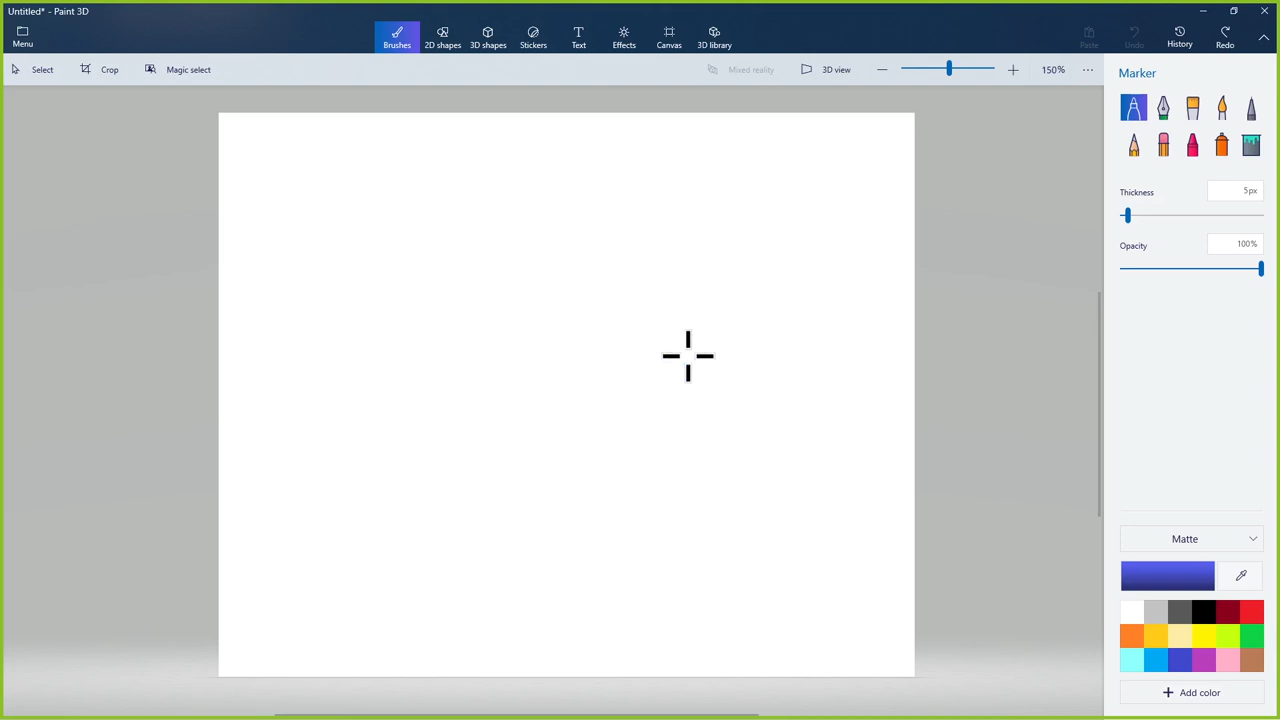 Untitled* - Paint 3D
Menu
Brushes
2D shapes
3D shapes
Stickers
Text
Effects
Canvas
3D library
Paste
Undo
History
Redo
Select
Crop
Magic select
Mixed reality
3D view
150%
Marker
Thickness
5px
Opacity
100%
Matte
Add color